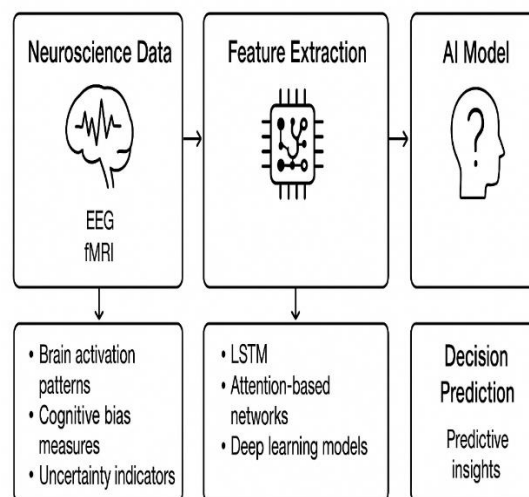 Neuroscience Data
EEG
fMRI
Feature Extraction
AI Model
?
• Brain activation
patterns
• Cognitive bias
measures
• Uncertainty indicators
• LSTM
• Attention-based
networks
• Deep learning models
Decision
Prediction
Predictive
insights